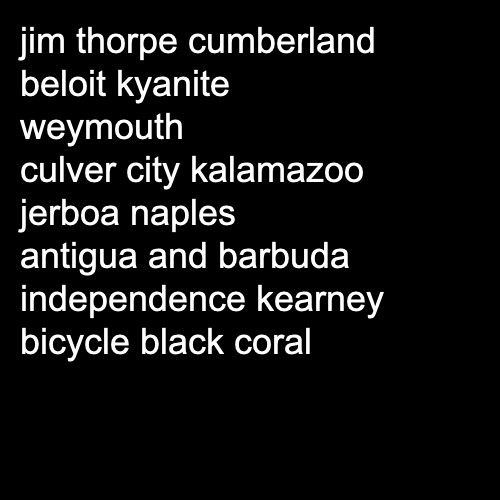 jim thorpe cumberland
beloit kyanite
weymouth
culver city kalamazoo
jerboa naples
antigua and barbuda
independence kearney
bicycle black coral